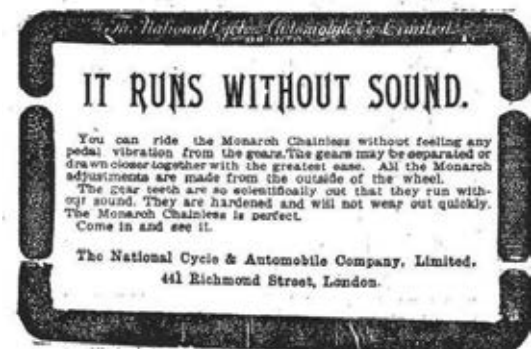 The National Cycle & Automobile Co. Limited.
IT RUNS WITHOUT SOUND.
You can ride the Monarch Chainless without feeling any
pedal vibration from the gears. The gears may be separated or
drawn closer together with the greatest ease. All the Monarch
adjustments are made from the outside of the wheel.
The gear teeth are so scientifically cut that they run with-
out sound. They are hardened and will not wear out quickly.
The Monarch Chainless is perfect.
Come in and see it.
The National Cycle & Automobile Company, Limited.
441 Richmond Street, London.